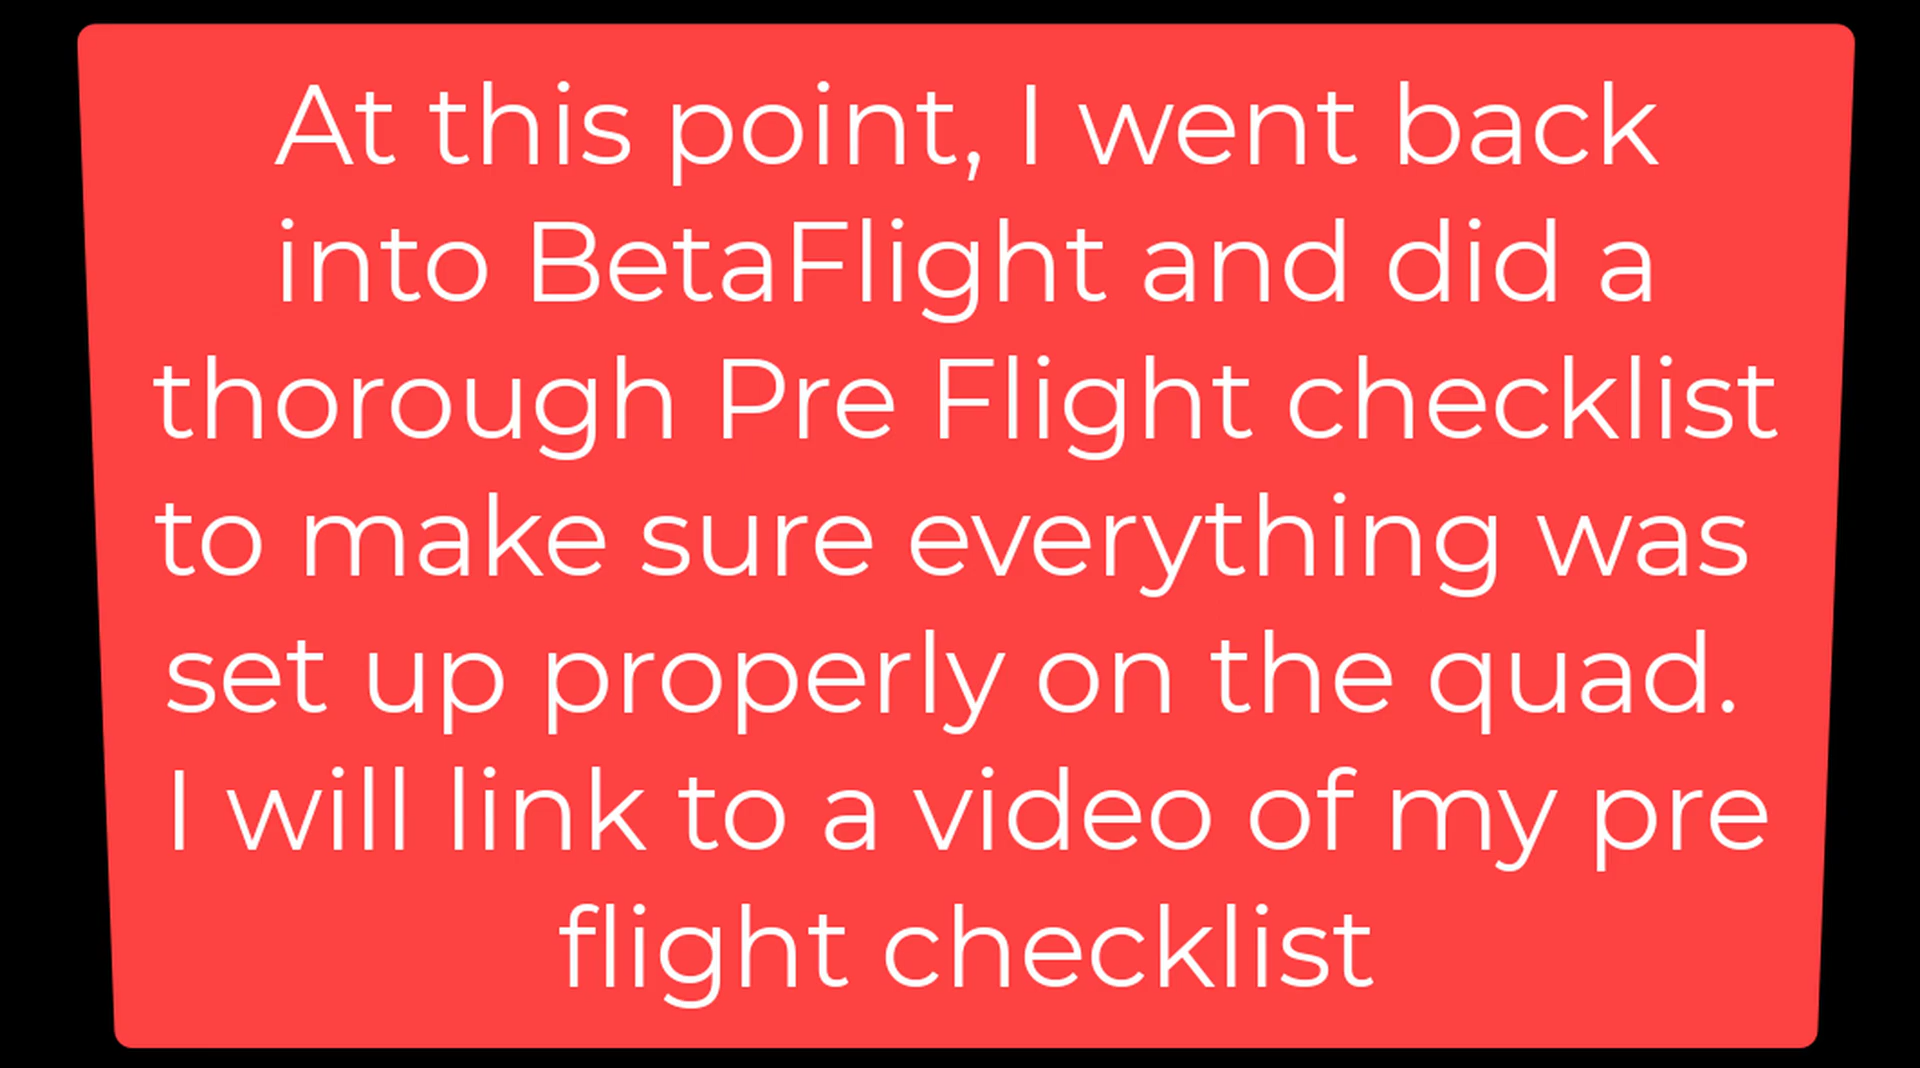 At this point, I went back
into BetaFlight and did a
thorough Pre Flight checklist
to make sure everything was
set up properly on the quad.
I will link to a video of my pre
flight checklist